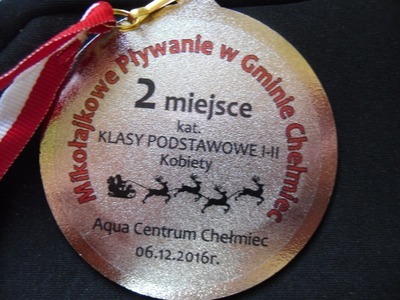 Mikołajkowe Pływanie w Gminie Chełmiec
2 miejsce
kat.
KLASY PODSTAWOWE I-II
Kobiety
Aqua Centrum Chełmiec
06.12.2016r.